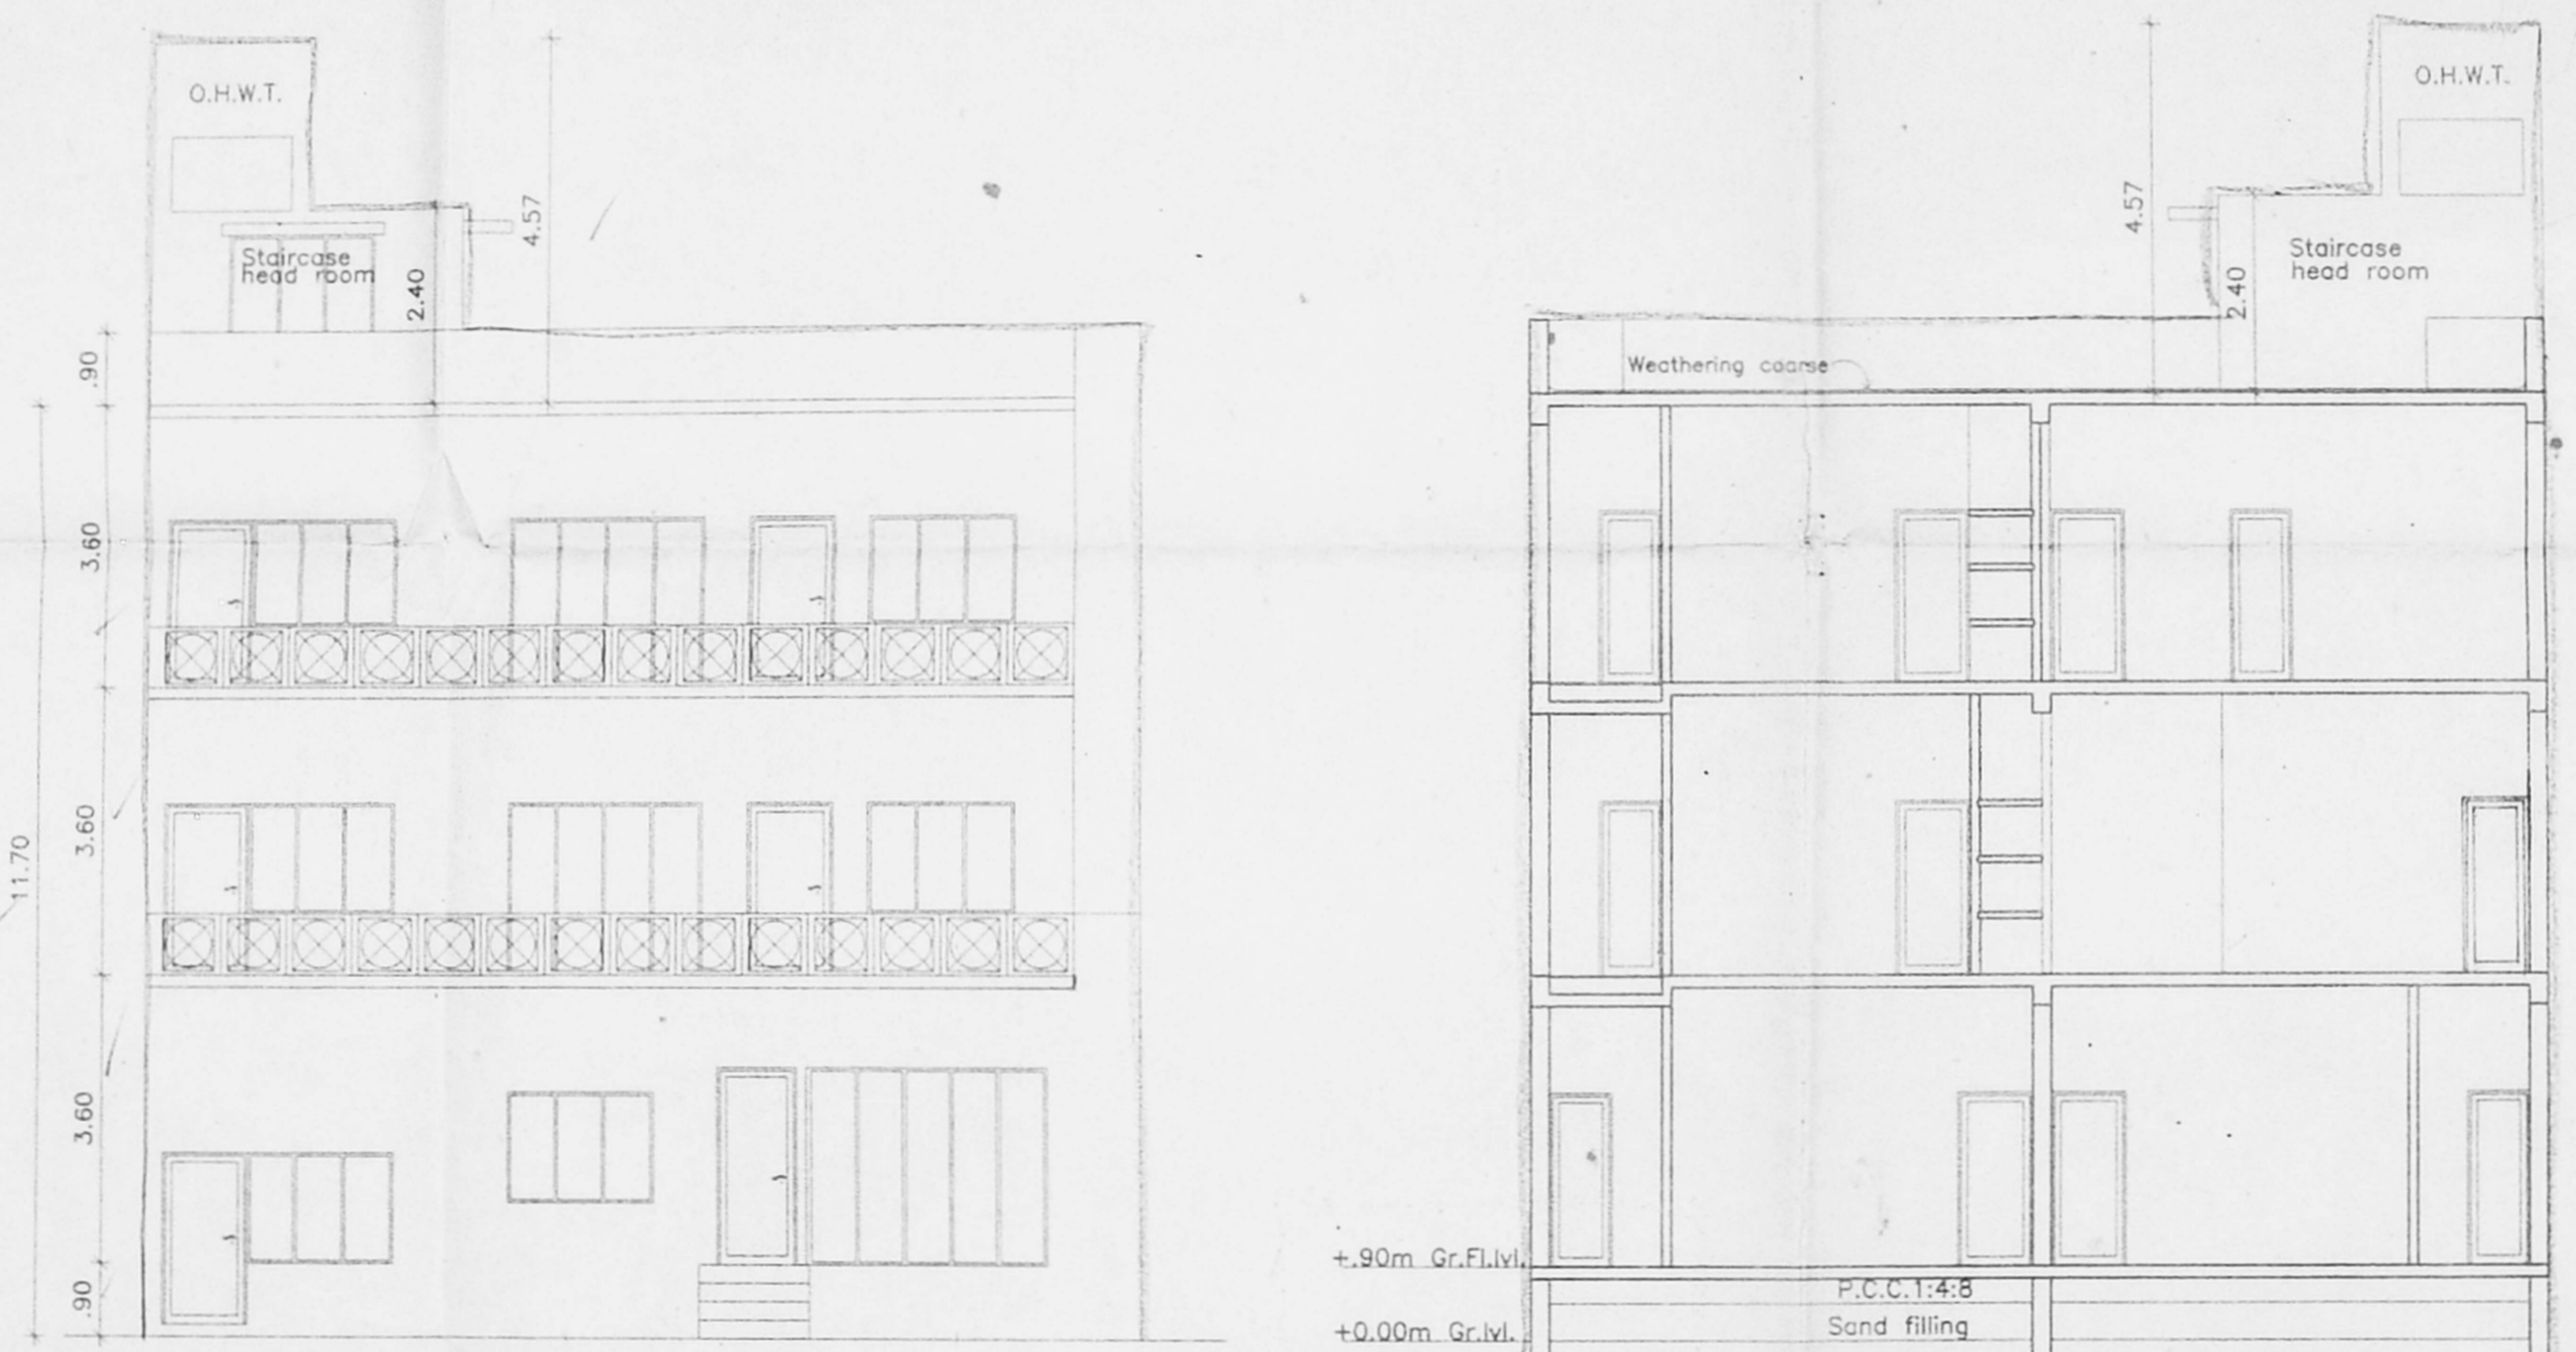 O.H.W.T.
Staircase
head room
2.40
4.57
.90
3.60
3.60
11.70
3.60
.90
O.H.W.T.
4.57
Staircase
head room
2.40
Weathering coarse
+.90m Gr.Fl.lvl.
P.C.C.1:4:8
+0.00m Gr.lvl.
Sand filling